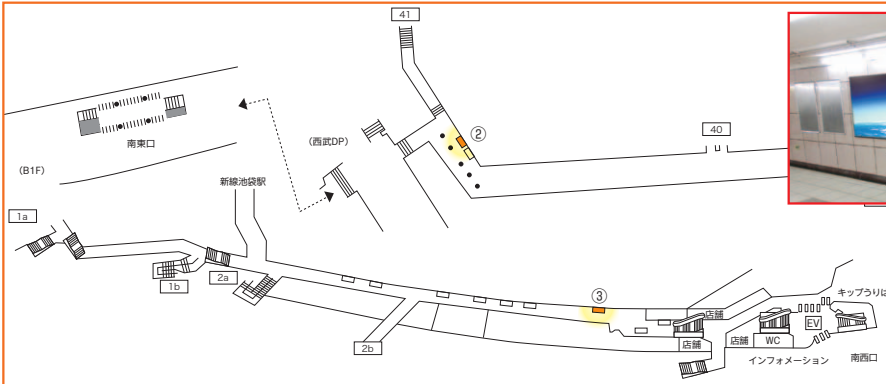 41
②
40
南東口
(西武DP)
(B1F)
新線池袋駅
1a
1b
2a
③
キップうりは
店舗
EV
2b
店舗
店舗
WC
インフォメーション
南西口